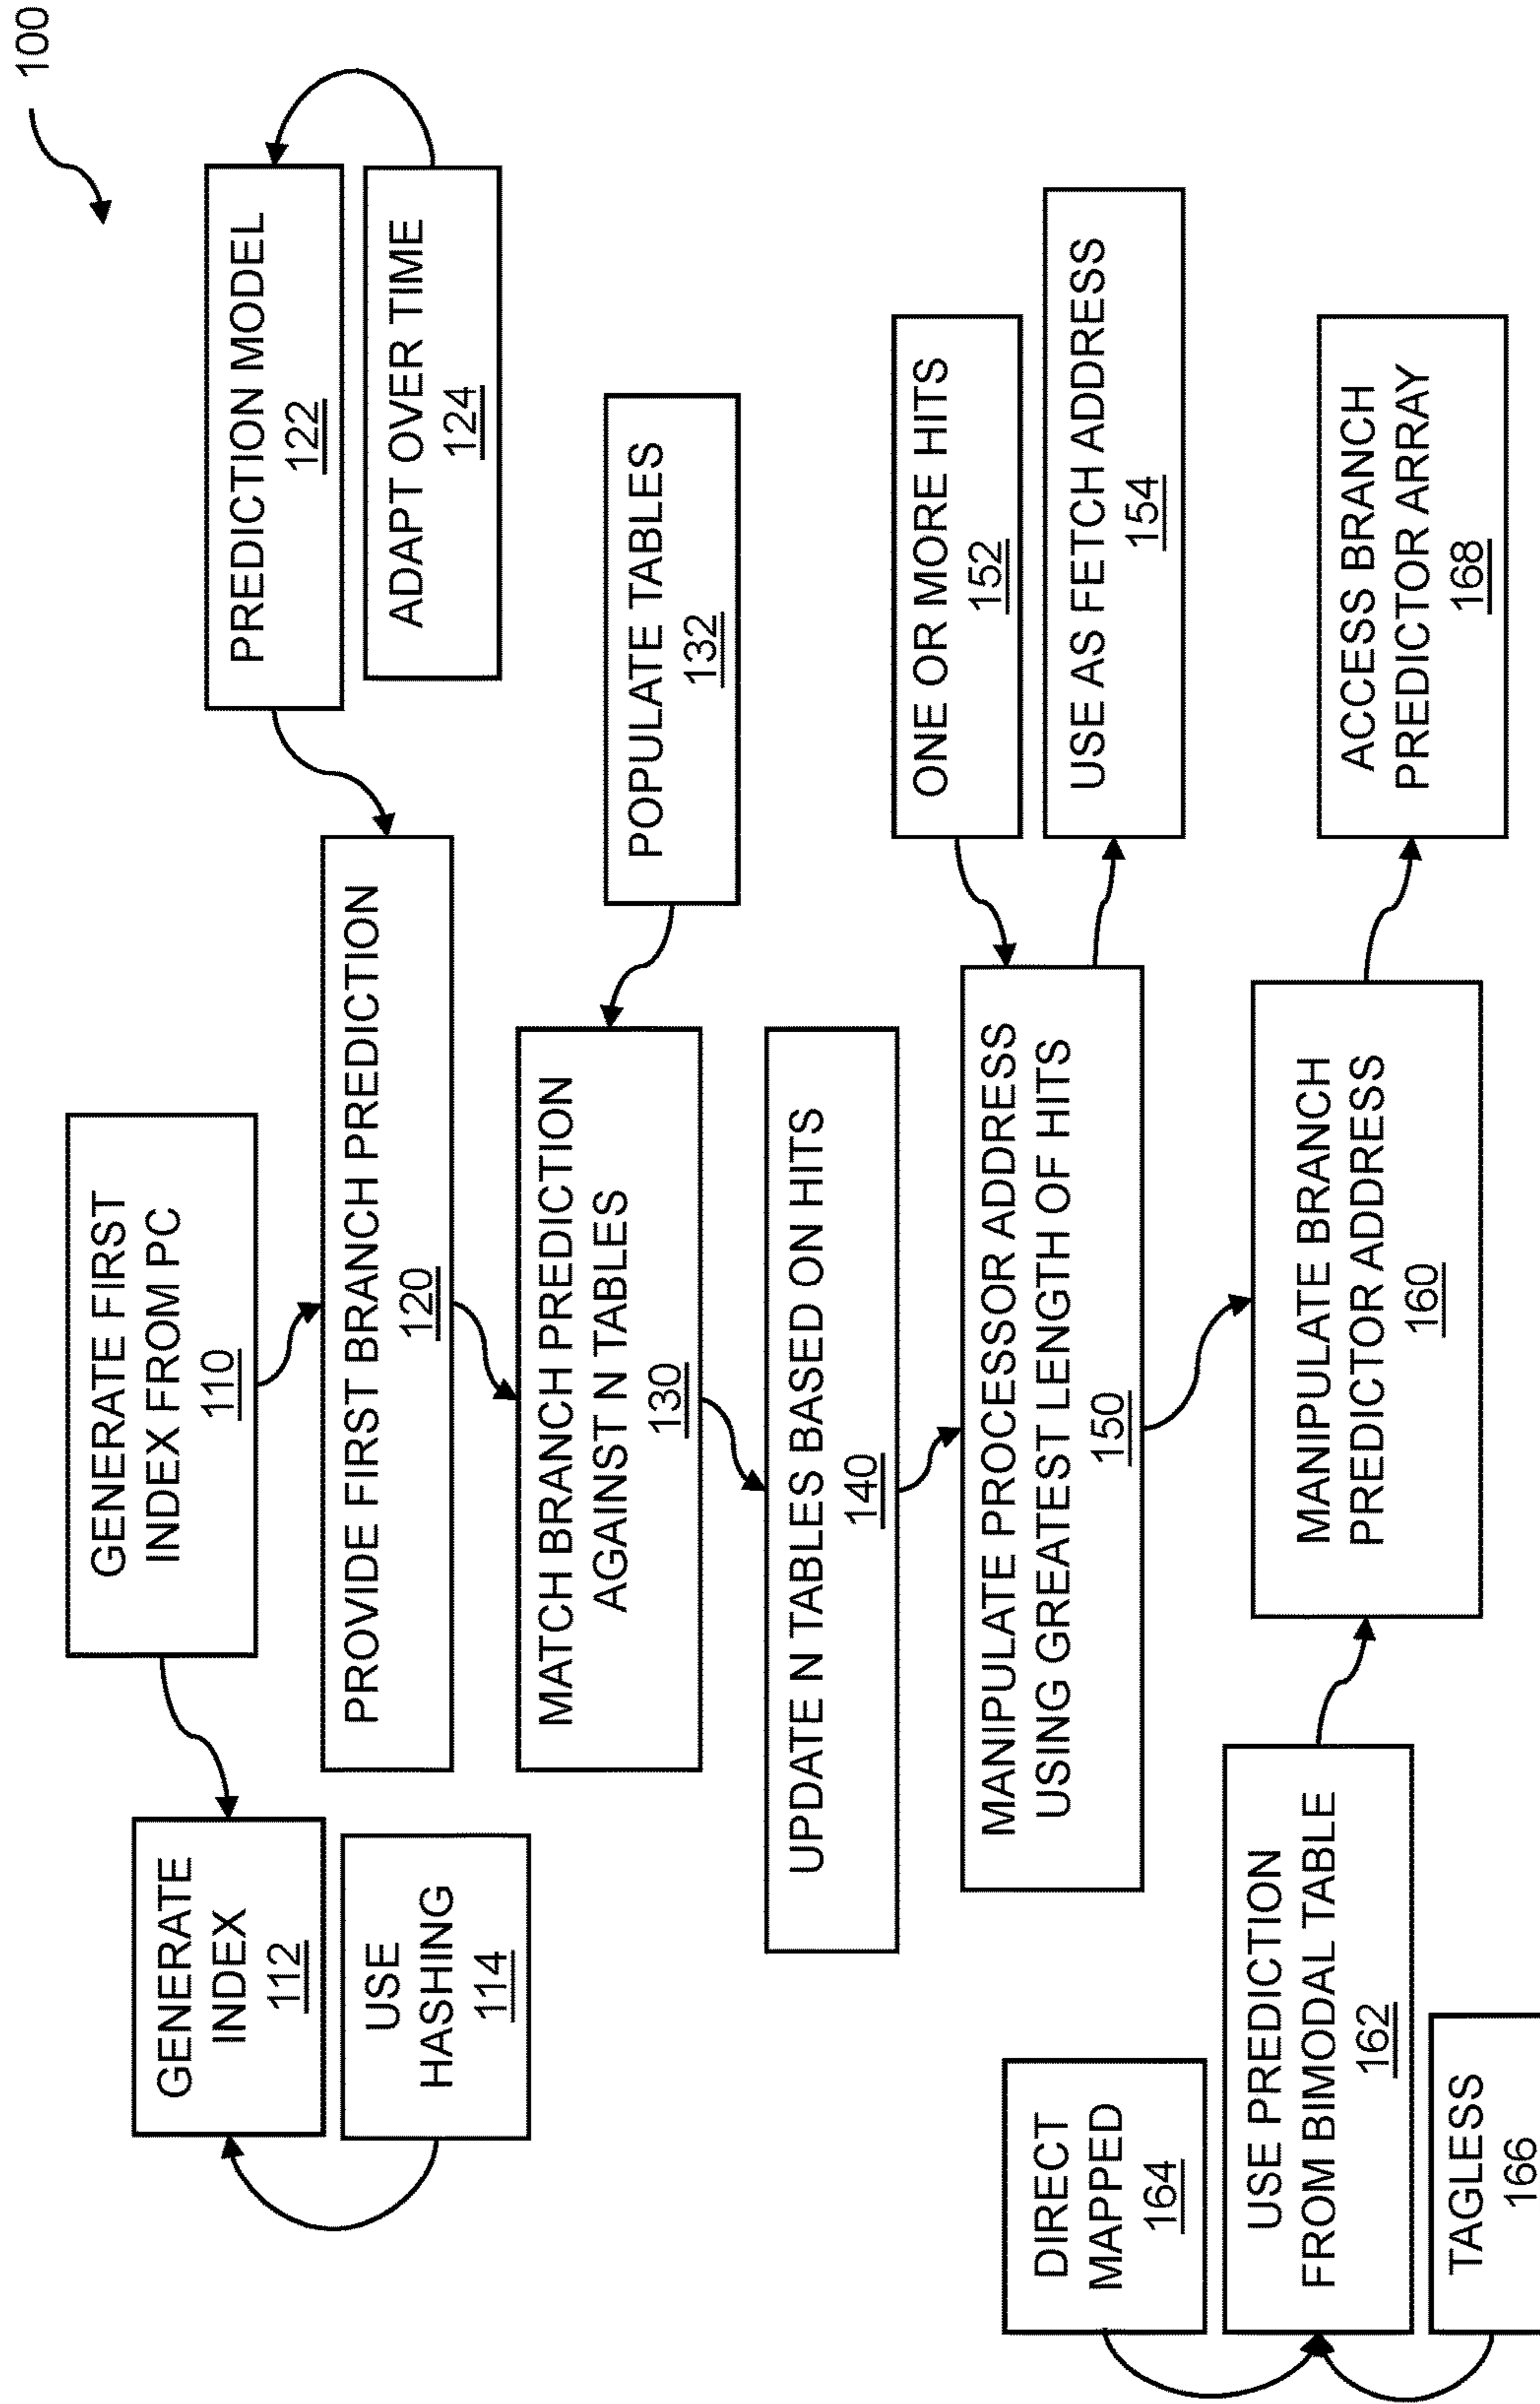 100
GENERATE FIRST
INDEX FROM PC
110
GENERATE
INDEX
112
USE
HASHING
114
PROVIDE FIRST BRANCH PREDICTION
120
PREDICTION MODEL
122
ADAPT OVER TIME
124
MATCH BRANCH PREDICTION
AGAINST N TABLES
130
POPULATE TABLES
132
UPDATE N TABLES BASED ON HITS
140
MANIPULATE PROCESSOR ADDRESS
USING GREATEST LENGTH OF HITS
150
ONE OR MORE HITS
152
USE AS FETCH ADDRESS
154
MANIPULATE BRANCH
PREDICTOR ADDRESS
160
DIRECT
MAPPED
164
USE PREDICTION
FROM BIMODAL TABLE
162
TAGLESS
166
ACCESS BRANCH
PREDICTOR ARRAY
168